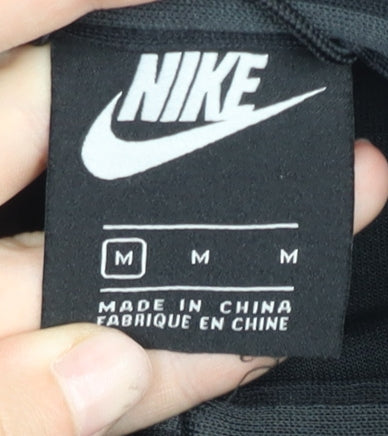 NIKE
M M M
MADE IN CHINA
FABRIQUE EN CHINE